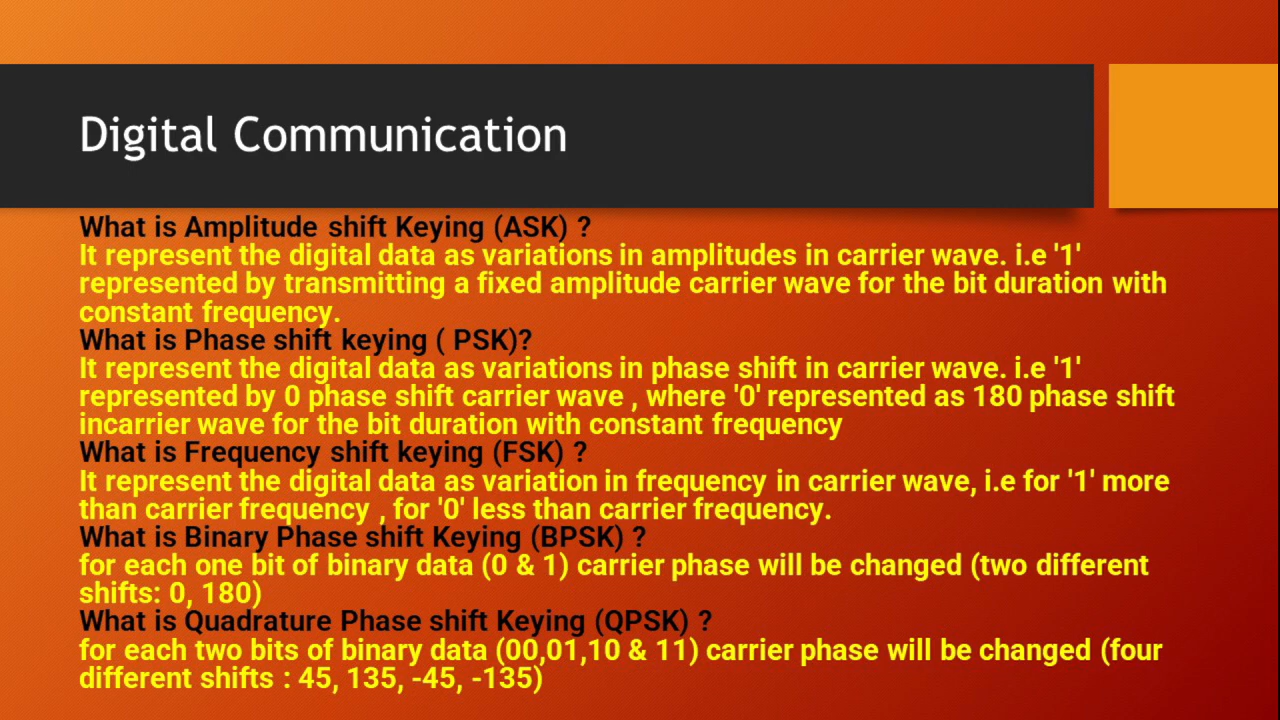 Digital Communication
What is Amplitude shift Keying (ASK) ?
It represent the digital data as variations in amplitudes in carrier wave. i.e '1'
represented by transmitting a fixed amplitude carrier wave for the bit duration with
constant frequency.
What is Phase shift keying ( PSK)?
It represent the digital data as variations in phase shift in carrier wave. i.e '1'
represented by 0 phase shift carrier wave , where '0' represented as 180 phase shift
incarrier wave for the bit duration with constant frequency
What is Frequency shift keying (FSK) ?
It represent the digital data as variation in frequency in carrier wave, i.e for '1' more
than carrier frequency , for '0' less than carrier frequency.
What is Binary Phase shift Keying (BPSK) ?
for each one bit of binary data (0 & 1) carrier phase will be changed (two different
shifts: 0, 180)
What is Quadrature Phase shift Keying (QPSK) ?
for each two bits of binary data (00,01,10 & 11) carrier phase will be changed (four
different shifts : 45, 135, -45, -135)